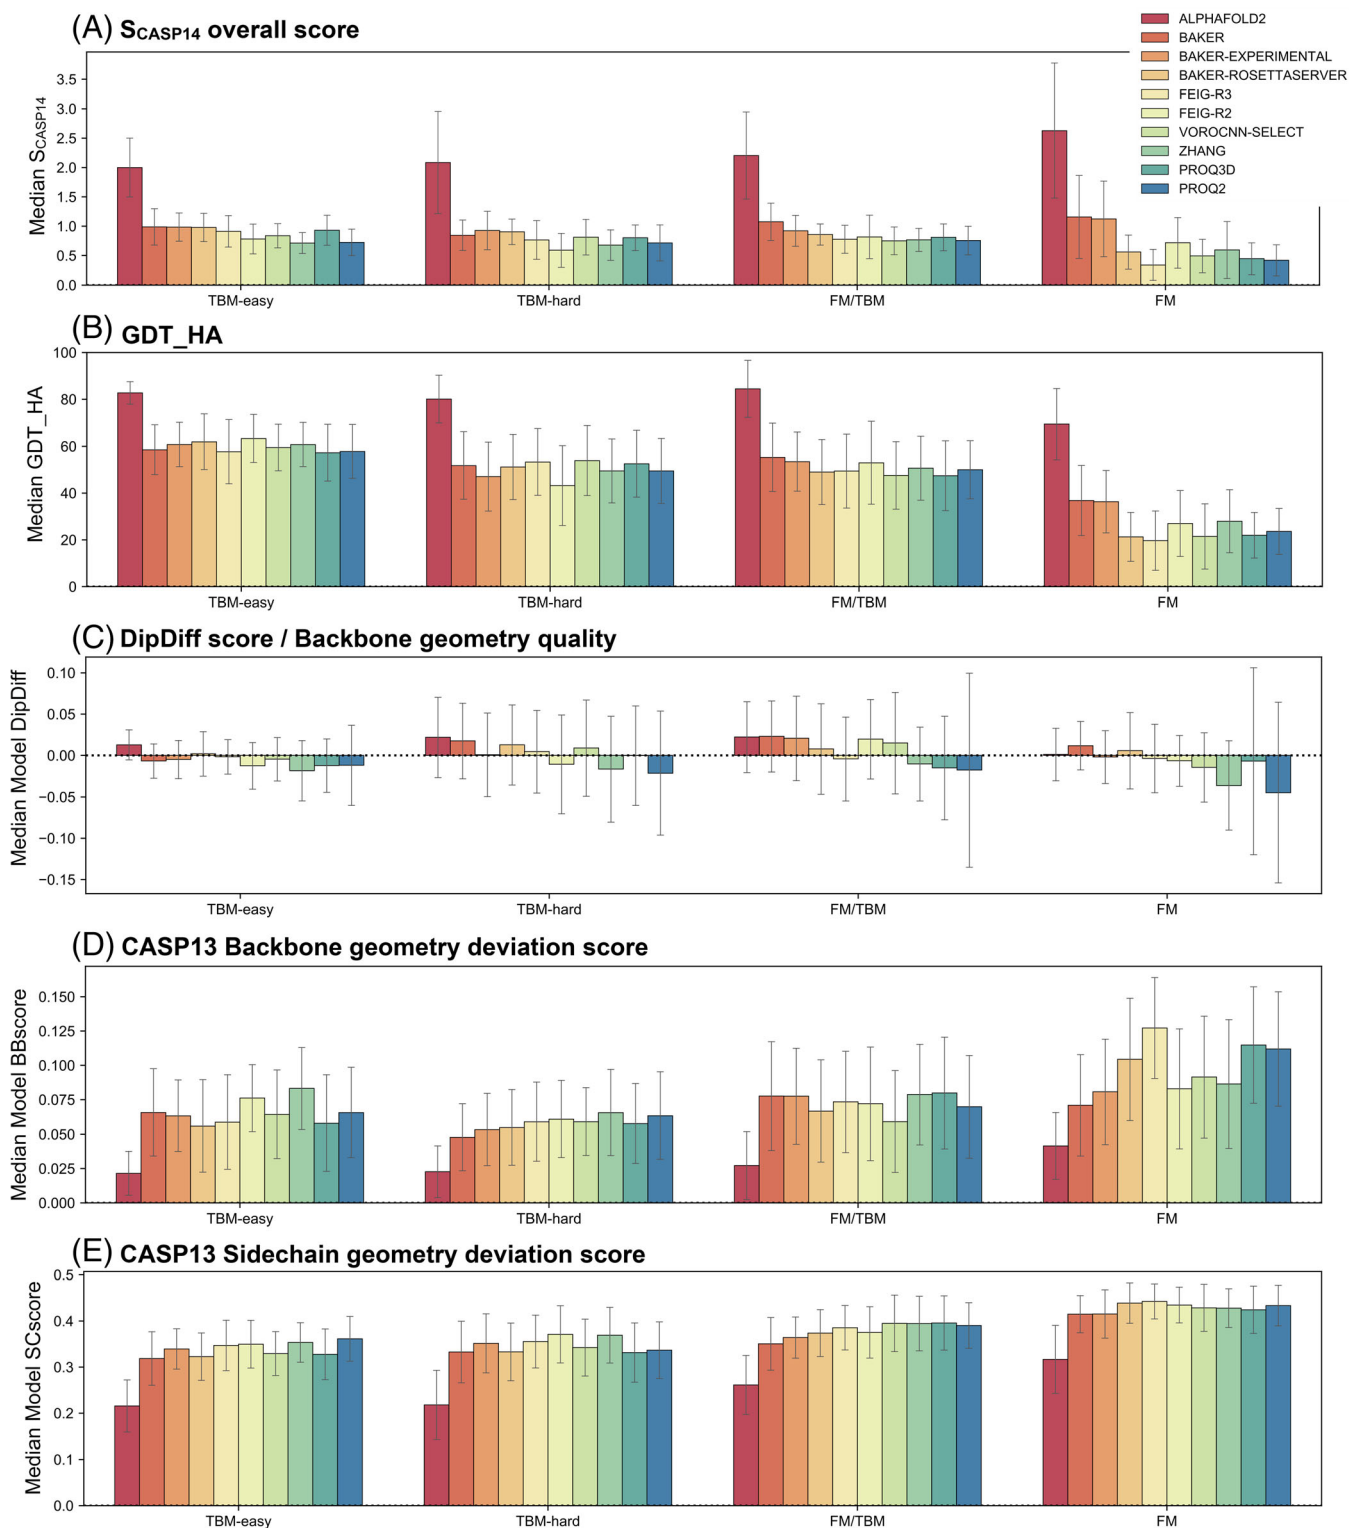 (A) SCASP14 overall score
ALPHAFOLD2
BAKER
BAKER-EXPERIMENTAL
BAKER-ROSETTASERVER
FEIG-R3
FEIG-R2
VOROCNN-SELECT
ZHANG
PROQ3D
PROQ2
Median SCASP14
3.5
3.0
2.5
2.0
1.5
1.0
0.5
0.0
TBM-easy TBM-hard FM/TBM FM
(B) GDT_HA
Median GDT_HA
100
80
60
40
20
0
TBM-easy TBM-hard FM/TBM FM
(C) DipDiff score / Backbone geometry quality
Median Model DipDiff
0.10
0.05
0.00
−0.05
−0.10
−0.15
TBM-easy TBM-hard FM/TBM FM
(D) CASP13 Backbone geometry deviation score
Median Model BBscore
0.150
0.125
0.100
0.075
0.050
0.025
0.000
TBM-easy TBM-hard FM/TBM FM
(E) CASP13 Sidechain geometry deviation score
Median Model SCscore
0.5
0.4
0.3
0.2
0.1
0.0
TBM-easy TBM-hard FM/TBM FM